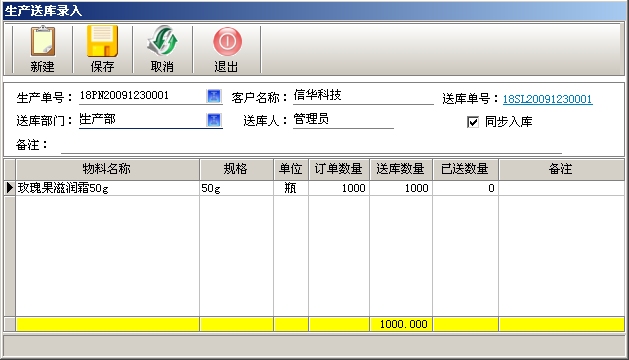 生产送库录入
新建 保存 取消 退出
生产单号： 18PN20091230001 客户名称： 信华科技 送库单号： 18SL20091230001
送库部门： 生产部 送库人： 管理员 同步入库
备注：
物料名称 规格 单位 订单数量 送库数量 已送数量 备注
玫瑰果滋润霜50g 50g 瓶 1000 1000 0
1000.000